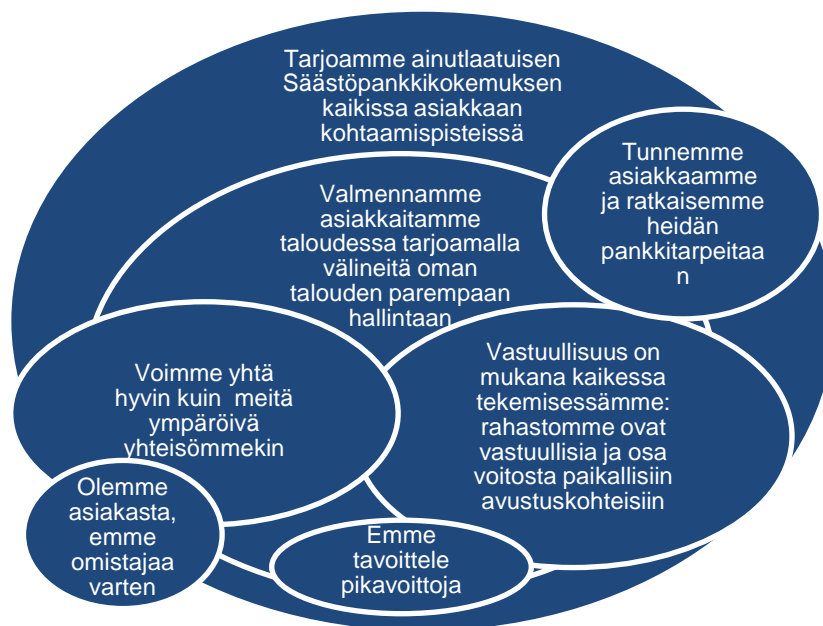 Tarjoamme ainutlaatuisen
Säästöpankkikokemuksen
kaikissa asiakkaan
kohtaamispisteissä
Tunnemme
asiakkaamme
ja ratkaisemme
heidän
pankkitarpeitaa
n
Valmennamme
asiakkaitamme
taloudessa tarjoamalla
välineitä oman
talouden parempaan
hallintaan
Voimme yhtä
hyvin kuin meitä
ympäröivä
yhteisömmekin
Vastuullisuus on
mukana kaikessa
tekemisessämme:
rahastomme ovat
vastuullisia ja osa
voitosta paikallisiin
avustuskohteisiin
Olemme
asiakasta,
emme
omistajaa
varten
Emme
tavoittele
pikavoittoja